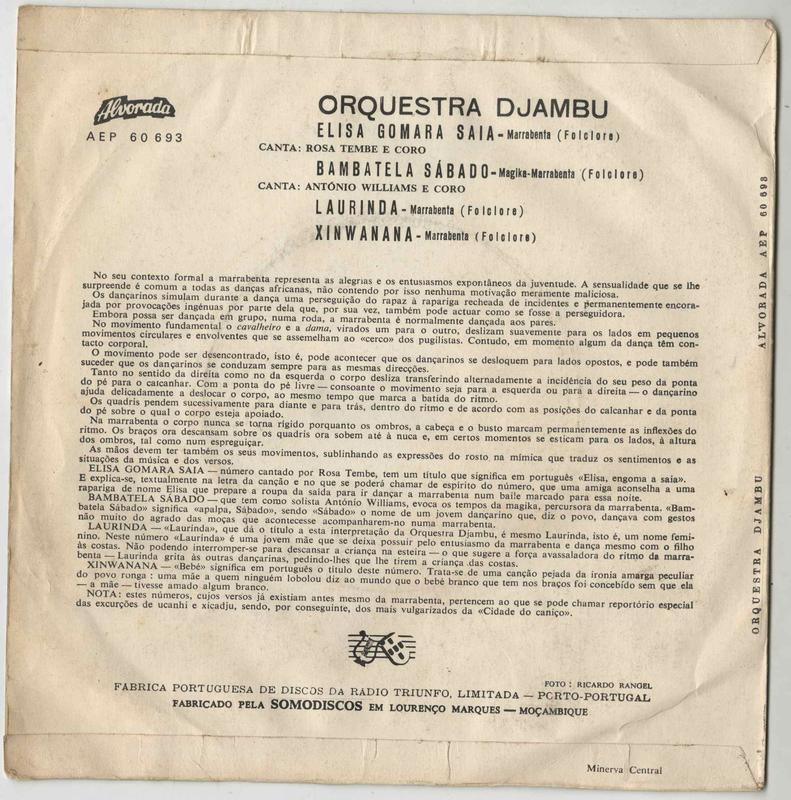 Alvorada
AEP 60 693
ORQUESTRA DJAMBU
ELISA GOMARA SAIA - Marrabenta (Folclore)
CANTA: ROSA TEMBE E CORO
BAMBATELA SÁBADO - Magika-Marrabenta (Folclore)
CANTA: ANTÓNIO WILLIAMS E CORO
LAURINDA - Marrabenta (Folclore)
XINWANANA - Marrabenta (Folclore)
No seu contexto formal a marrabenta representa as alegrias e os entusiasmos expontâneos da juventude. A sensualidade que se lhe
surpreende é comum a todas as danças africanas, não contendo por isso nenhuma motivação meramente maliciosa.
Os dançarinos simulam durante a dança uma perseguição do rapaz à rapariga recheada de incidentes e permanentemente encora-
jada por provocações ingénuas por parte dela que, por sua vez, também pode actuar como se fosse a perseguidora.
Embora possa ser dançada em grupo, numa roda, a marrabenta é normalmente dançada aos pares.
No movimento fundamental o cavalheiro e a dama, virados um para o outro, deslizam suavemente para os lados em pequenos
movimentos circulares e envolventes que se assemelham ao «cerco» dos pugilistas. Contudo, em momento algum da dança têm con-
tacto corporal.
O movimento pode ser desencontrado, isto é, pode acontecer que os dançarinos se desloquem para lados opostos, e pode também
suceder que os dançarinos se conduzam sempre para as mesmas direcções.
Tanto no sentido da direita como no da esquerda o corpo desliza transferindo alternadamente a incidência do seu peso da ponta
do pé para o calcanhar. Com a ponta do pé livre — consoante o movimento seja para a esquerda ou para a direita — o dançarino
ajuda delicadamente a deslocar o corpo, ao mesmo tempo que marca a batida do ritmo.
Os quadris pendem sucessivamente para diante e para trás, dentro do ritmo e de acordo com as posições do calcanhar e da ponta
do pé sobre o qual o corpo esteja apoiado.
Na marrabenta o corpo nunca se torna rígido porquanto os ombros, a cabeça e o busto marcam permanentemente as inflexões do
ritmo. Os braços ora descansam sobre os quadris ora sobem até à nuca e, em certos momentos se esticam para os lados, à altura
dos ombros, tal como num espreguiçar.
As mãos devem ter também os seus movimentos, sublinhando as expressões do rosto na mímica que traduz os sentimentos e as
situações da música e dos versos.
ELISA GOMARA SAIA — número cantado por Rosa Tembe, tem um título que significa em português «Elisa, engoma a saia».
E explica-se, textualmente na letra da canção e no que se poderá chamar de espírito do número, que uma amiga aconselha a uma
rapariga de nome Elisa que prepare a roupa da saída para ir dançar a marrabenta num baile marcado para essa noite.
BAMBATELA SÁBADO — que tem como solista António Williams, evoca os tempos da magika, percursora da marrabenta. «Bam-
batela Sábado» significa «apalpa, Sábado», sendo «Sábado» o nome de um jovem dançarino que, diz o povo, dançava com gestos
não muito do agrado das moças que acontecesse acompanharem-no numa marrabenta.
LAURINDA — «Laurinda», que dá o título a esta interpretação da Orquestra Djambu, é mesmo Laurinda, isto é, um nome femi-
nino. Neste número «Laurinda» é uma jovem mãe que se deixa possuir pelo entusiasmo da marrabenta e dança mesmo com o filho
às costas. Não podendo interromper-se para descansar a criança na esteira — o que sugere a força avassaladora do ritmo da marra-
benta — Laurinda grita às outras dançarinas, pedindo-lhes que lhe tirem a criança das costas.
XINWANANA — «Bebé» significa em português o título deste número. Trata-se de uma canção pejada da ironia amarga peculiar
do povo ronga : uma mãe a quem ninguém lobolou diz ao mundo que o bebé branco que tem nos braços foi concebido sem que ela
— a mãe — tivesse amado algum branco.
NOTA: estes números, cujos versos já existiam antes mesmo da marrabenta, pertencem ao que se pode chamar reportório especial
das excursões de ucanhi e xicadju, sendo, por conseguinte, dos mais vulgarizados da «Cidade do caniço».
FOTO : RICARDO RANGEL
FABRICA PORTUGUESA DE DISCOS DA RADIO TRIUNFO, LIMITADA — PORTO-PORTUGAL
FABRICADO PELA SOMODISCOS EM LOURENÇO MARQUES — MOÇAMBIQUE
Minerva Central
ORQUESTRA DJAMBU
ALVORADA AEP 60 693